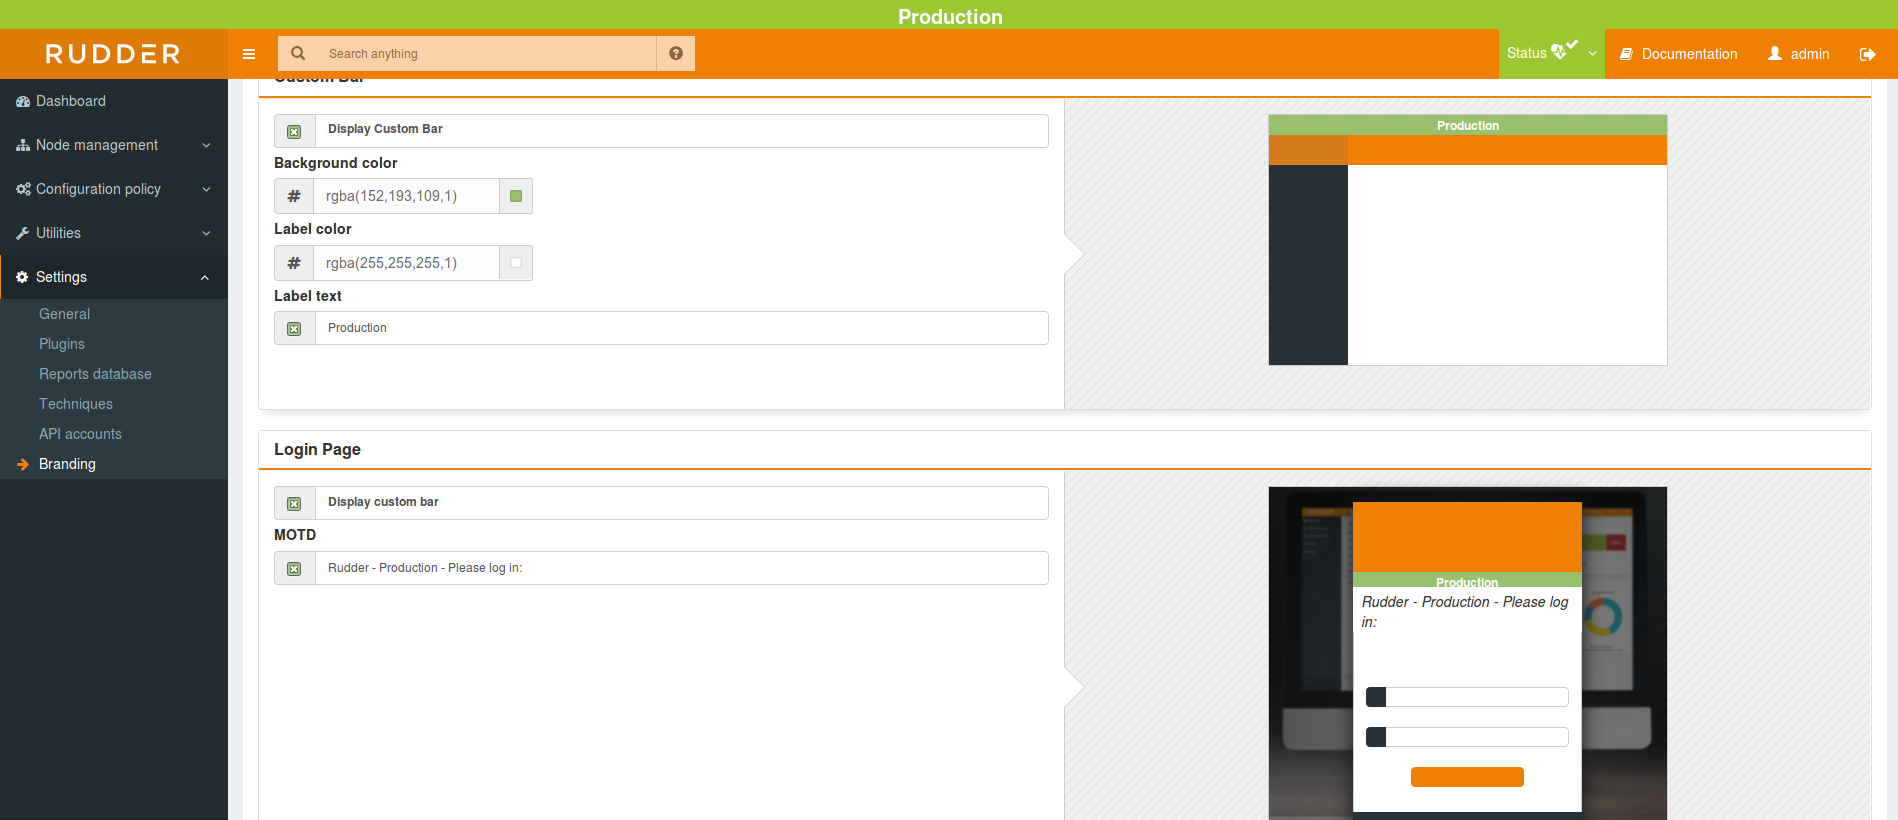 Production
RUDDER
Search anything
Status
Documentation
admin
Dashboard
Node management
Configuration policy
Utilities
Settings
General
Plugins
Reports database
Techniques
API accounts
Branding
Custom Bar
Display Custom Bar
Background color
# rgba(152,193,109,1)
Label color
# rgba(255,255,255,1)
Label text
Production
Production
Login Page
Display custom bar
MOTD
Rudder - Production - Please log in:
Production
Rudder - Production - Please log
in: